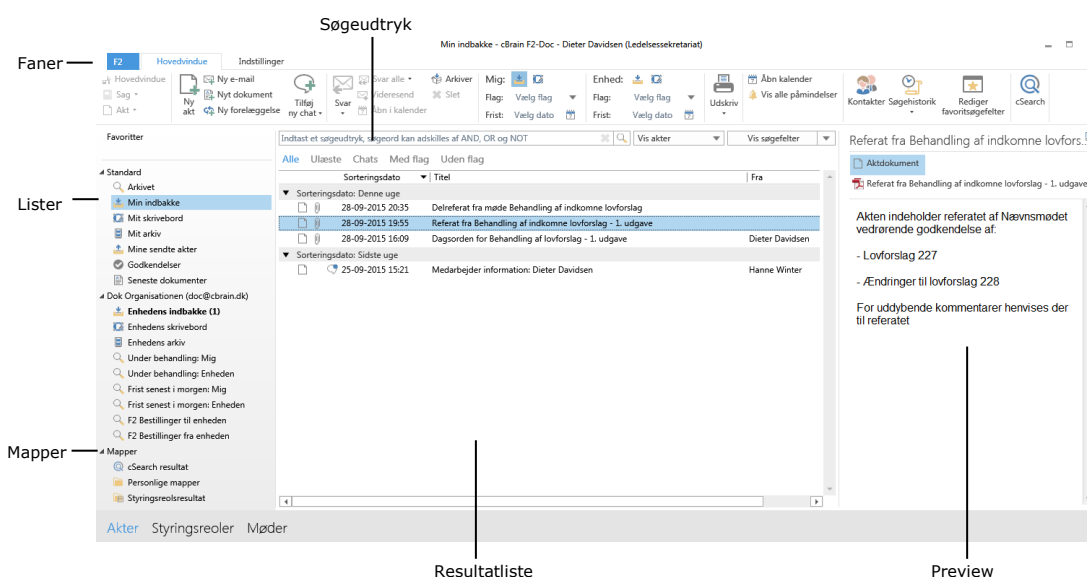 Søgeudtryk
Min indbakke - cBrain F2-Doc - Dieter Davidsen (Ledelsessekretariat)
Faner
F2 Hovedvindue Indstillinger
Hovedvindue
Sag
Akt
Ny akt
Ny e-mail
Nyt dokument
Ny forelæggelse
Tilføj ny chat
Svar
Svar alle
Videresend
Åbn i kalender
Arkiver
Slet
Mig:
Flag: Vælg flag
Frist: Vælg dato
Enhed:
Flag: Vælg flag
Frist: Vælg dato
Udskriv
Åbn kalender
Vis alle påmindelser
Kontakter
Søgehistorik
Rediger favoritsøgefelter
cSearch
Favoritter
Indtast et søgeudtryk, søgeord kan adskilles af AND, OR og NOT
Vis akter
Vis søgefelter
Alle Ulæste Chats Med flag Uden flag
Sorteringsdato Titel Fra
Sorteringsdato: Denne uge
28-09-2015 20:35 Delreferat fra møde Behandling af indkomne lovforslag
28-09-2015 19:55 Referat fra Behandling af indkomne lovforslag - 1. udgave
28-09-2015 16:09 Dagsorden for Behandling af lovforslag - 1. udgave Dieter Davidsen
Sorteringsdato: Sidste uge
25-09-2015 15:21 Medarbejder information: Dieter Davidsen Hanne Winter
Standard
Arkivet
Lister
Min indbakke
Mit skrivebord
Mit arkiv
Mine sendte akter
Godkendelser
Seneste dokumenter
Dok Organisationen (doc@cbrain.dk)
Enhedens indbakke (1)
Enhedens skrivebord
Enhedens arkiv
Under behandling: Mig
Under behandling: Enheden
Frist senest i morgen: Mig
Frist senest i morgen: Enheden
F2 Bestillinger til enheden
F2 Bestillinger fra enheden
Mapper
Mapper
cSearch resultat
Personlige mapper
Styringsreolsresultat
Referat fra Behandling af indkomne lovfors..
Aktdokument
Referat fra Behandling af indkomne lovforslag - 1. udgave
Akten indeholder referatet af Nævnsmødet
vedrørende godkendelse af:
- Lovforslag 227
- Ændringer til lovforslag 228
For uddybende kommentarer henvises der
til referatet
Akter Styringsreoler Møder
Resultatliste
Preview